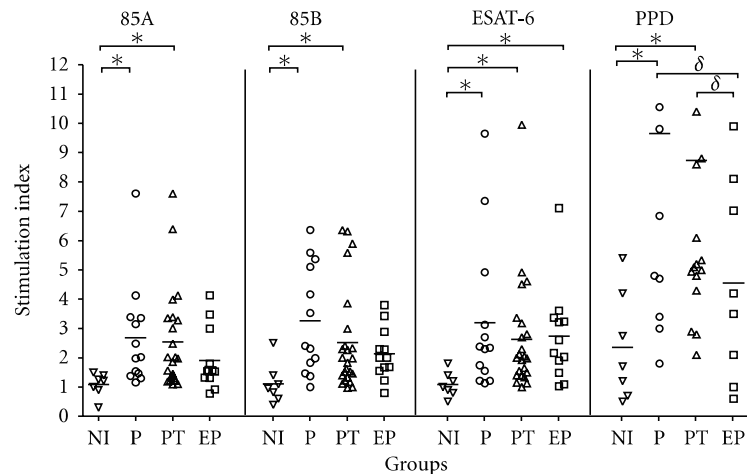 85A 85B ESAT-6 PPD
* * * *
* * * δ
* * * δ
12
11
10
9
8
7
6
5
4
3
2
1
0
Stimulation index
NI P PT EP NI P PT EP NI P PT EP NI P PT EP
Groups